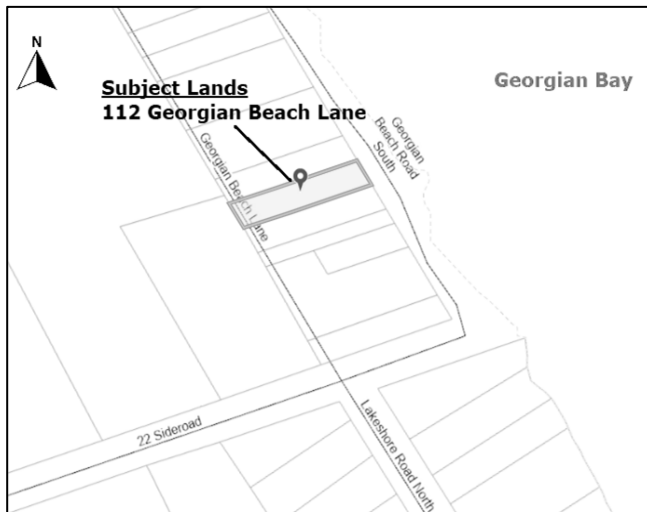 N
Subject Lands
112 Georgian Beach Lane
Georgian Bay
Georgian
Beach Road
South
Georgian Beach Lane
22 Sideroad
Lakeshore Road North